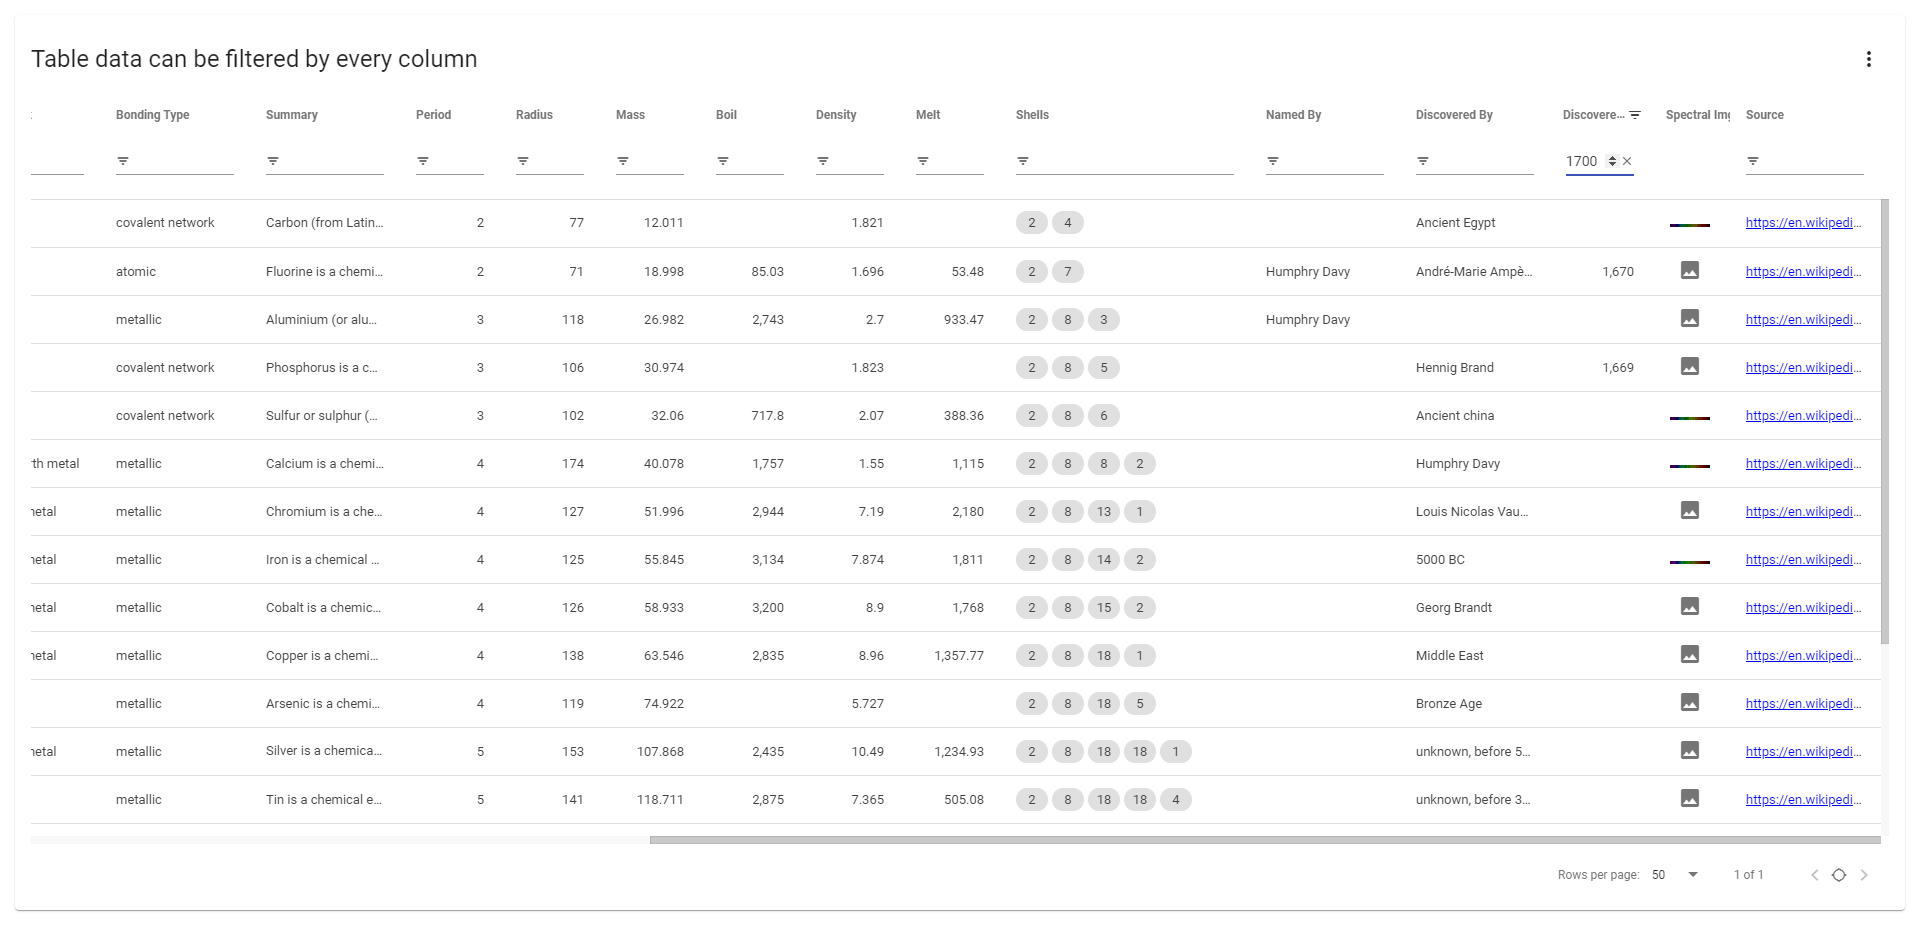 Table data can be filtered by every column
Bonding Type Summary Period Radius Mass Boil Density Melt Shells Named By Discovered By Discovere... Spectral Img Source
1700
covalent network Carbon (from Latin... 2 77 12.011 1.821 2 4 Ancient Egypt https://en.wikipedi...
atomic Fluorine is a chemi... 2 71 18.998 85.03 1.696 53.48 2 7 Humphry Davy André-Marie Ampè... 1,670 https://en.wikipedi...
metallic Aluminium (or alu... 3 118 26.982 2,743 2.7 933.47 2 8 3 Humphry Davy https://en.wikipedi...
covalent network Phosphorus is a c... 3 106 30.974 1.823 2 8 5 Hennig Brand 1,669 https://en.wikipedi...
covalent network Sulfur or sulphur (... 3 102 32.06 717.8 2.07 388.36 2 8 6 Ancient china https://en.wikipedi...
rth metal metallic Calcium is a chemi... 4 174 40.078 1,757 1.55 1,115 2 8 8 2 Humphry Davy https://en.wikipedi...
netal metallic Chromium is a che... 4 127 51.996 2,944 7.19 2,180 2 8 13 1 Louis Nicolas Vau... https://en.wikipedi...
netal metallic Iron is a chemical ... 4 125 55.845 3,134 7.874 1,811 2 8 14 2 5000 BC https://en.wikipedi...
netal metallic Cobalt is a chemic... 4 126 58.933 3,200 8.9 1,768 2 8 15 2 Georg Brandt https://en.wikipedi...
netal metallic Copper is a chemi... 4 138 63.546 2,835 8.96 1,357.77 2 8 18 1 Middle East https://en.wikipedi...
metallic Arsenic is a chemi... 4 119 74.922 5.727 2 8 18 5 Bronze Age https://en.wikipedi...
netal metallic Silver is a chemica... 5 153 107.868 2,435 10.49 1,234.93 2 8 18 18 1 unknown, before 5... https://en.wikipedi...
metallic Tin is a chemical e... 5 141 118.711 2,875 7.365 505.08 2 8 18 18 4 unknown, before 3... https://en.wikipedi...
Rows per page: 50 1 of 1